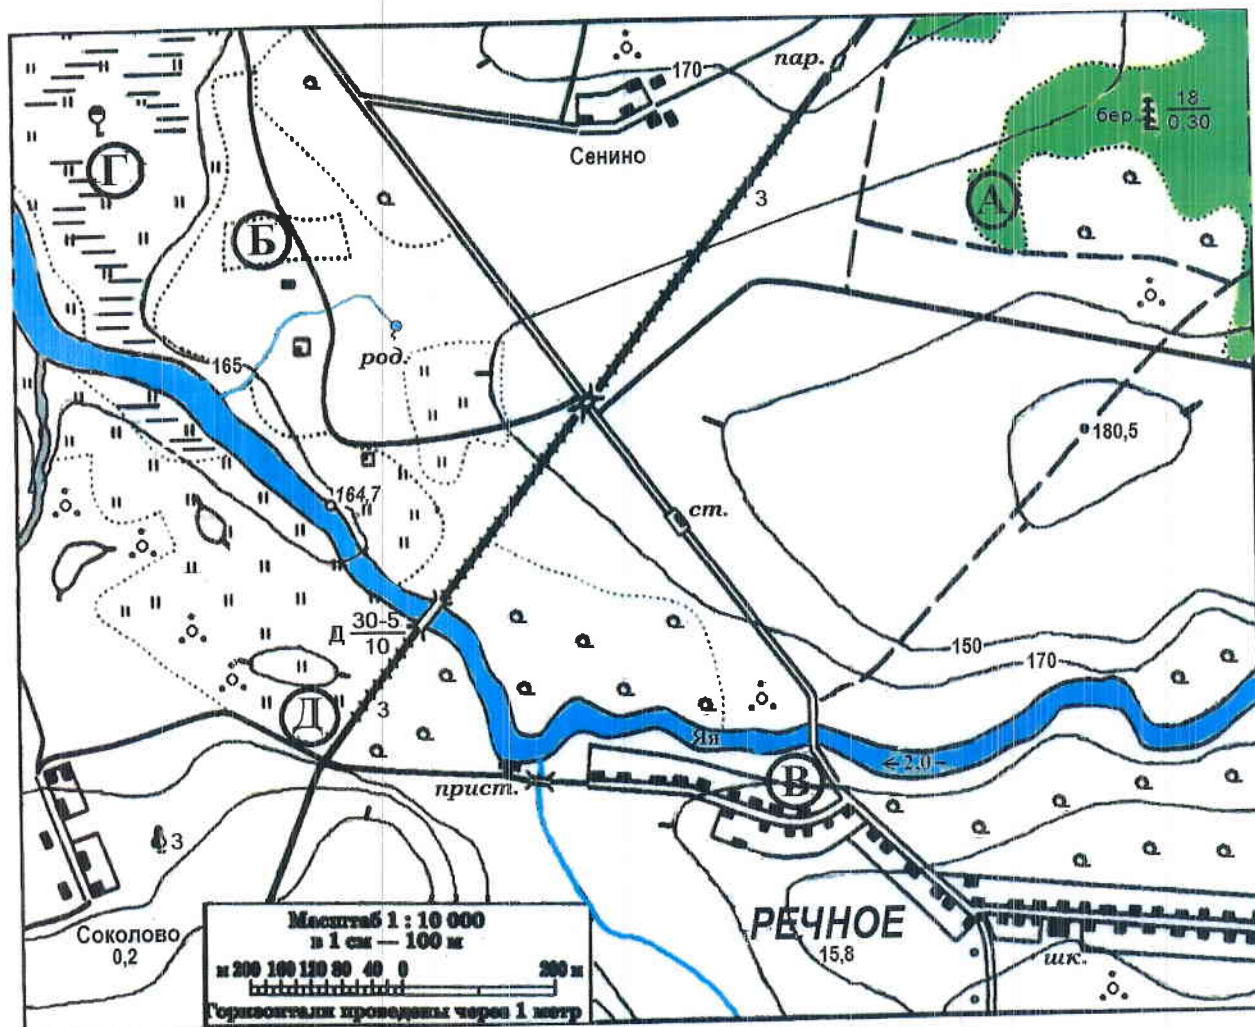 пар.
170
Сенино
бер.
18
0,30
3
Г
Б
А
165
род.
180,5
164,7
ст.
Д
30-5
10
150
170
Д
3
Яя
2,0
В
прист.
3
Соколово
0,2
РЕЧНОЕ
15,8
шк.
Масштаб 1 : 10 000
в 1 см — 100 м
м 200 160 120 80 40 0 200 м
Горизонтали проведены через 1 метр